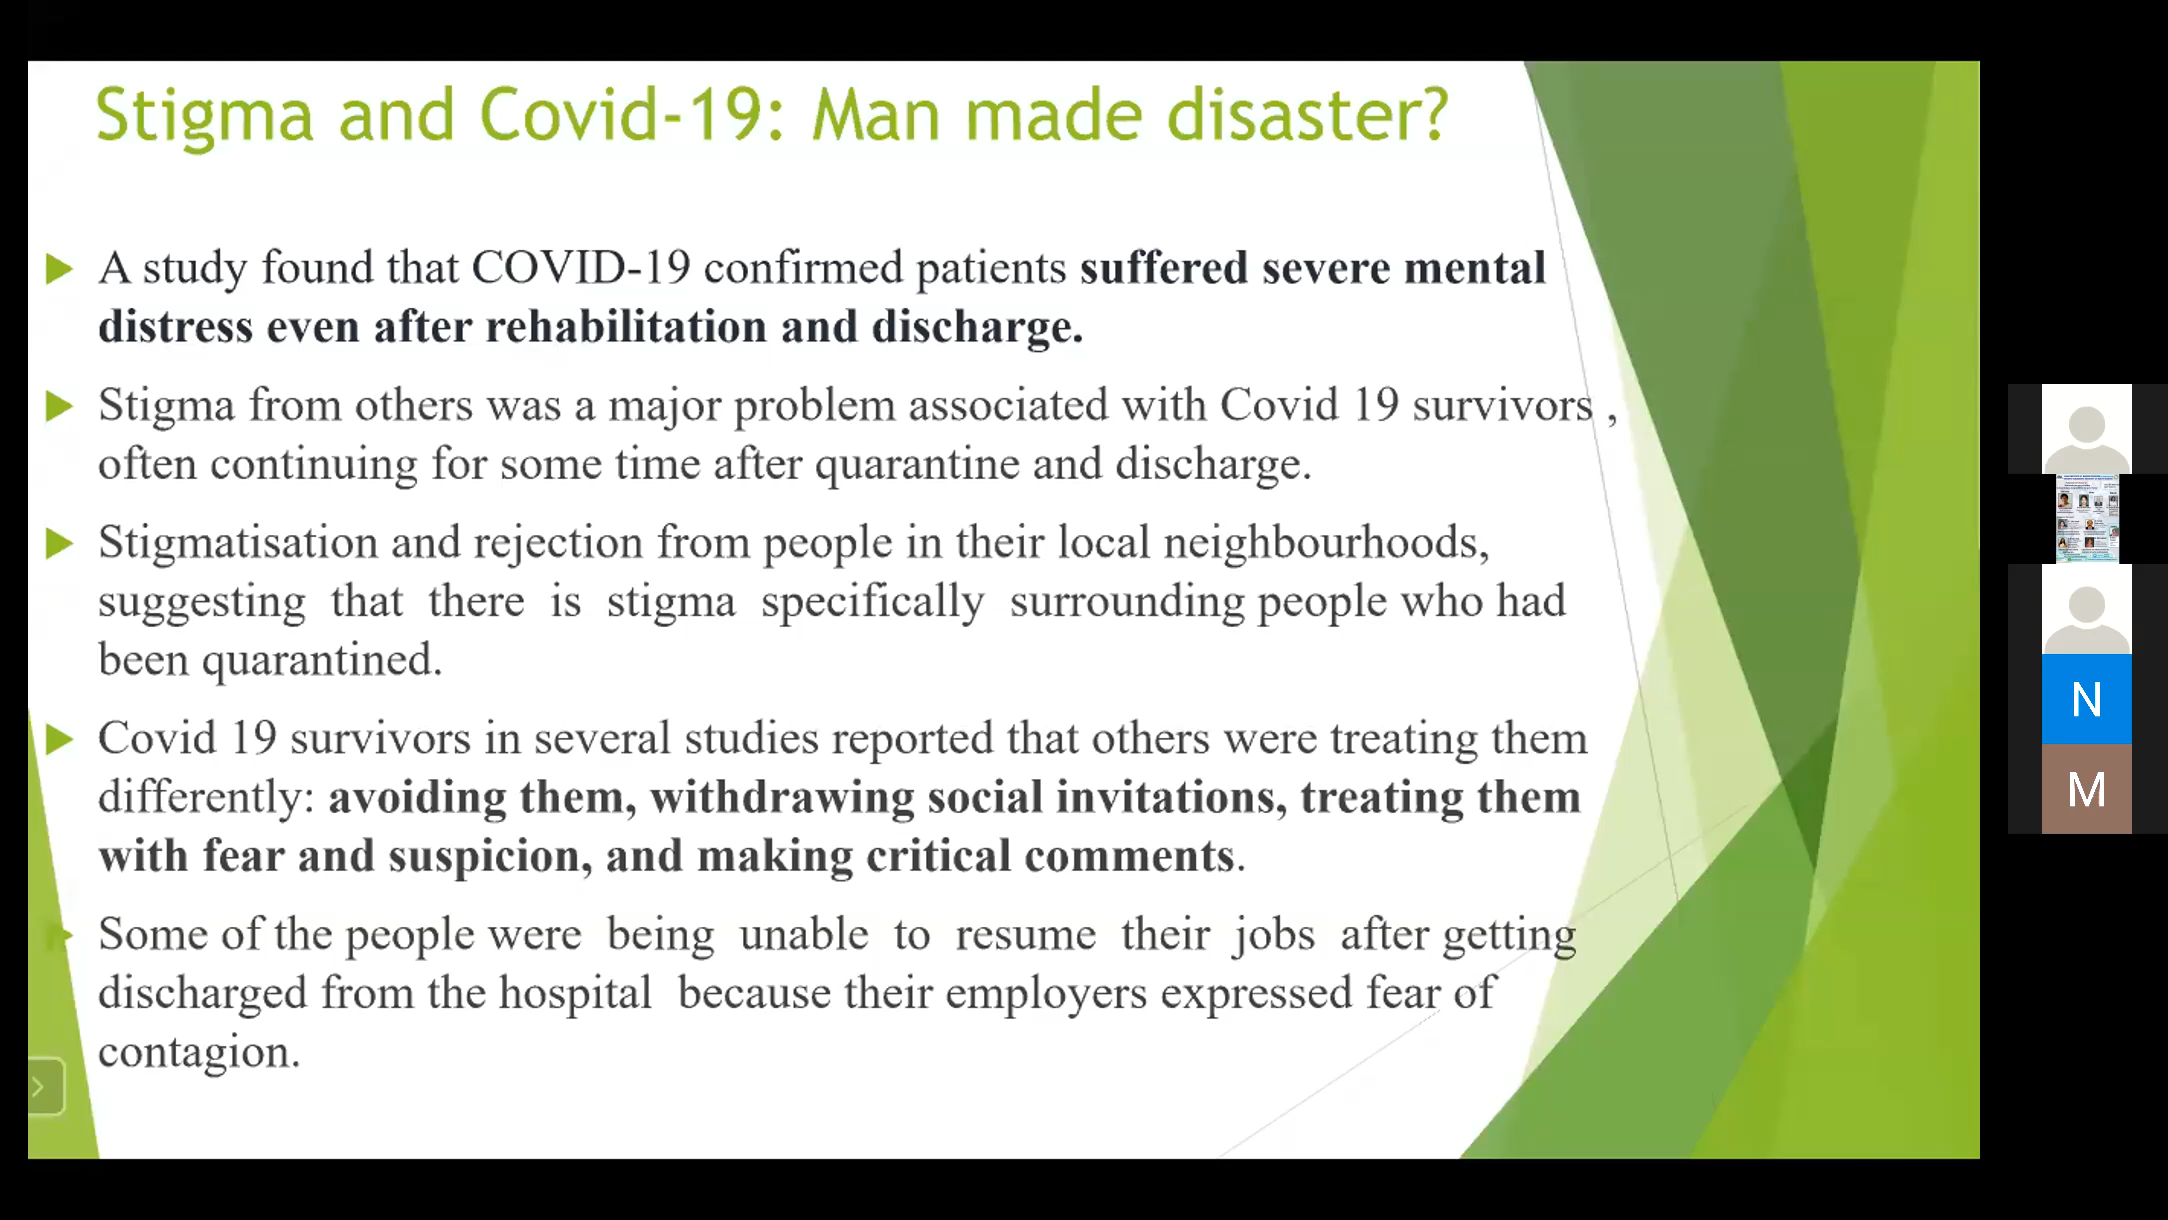 Stigma and Covid-19: Man made disaster?
A study found that COVID-19 confirmed patients suffered severe mental
distress even after rehabilitation and discharge.
Stigma from others was a major problem associated with Covid 19 survivors ,
often continuing for some time after quarantine and discharge.
Stigmatisation and rejection from people in their local neighbourhoods,
suggesting that there is stigma specifically surrounding people who had
been quarantined.
Covid 19 survivors in several studies reported that others were treating them
differently: avoiding them, withdrawing social invitations, treating them
with fear and suspicion, and making critical comments.
Some of the people were being unable to resume their jobs after getting
discharged from the hospital because their employers expressed fear of
contagion.
N
M